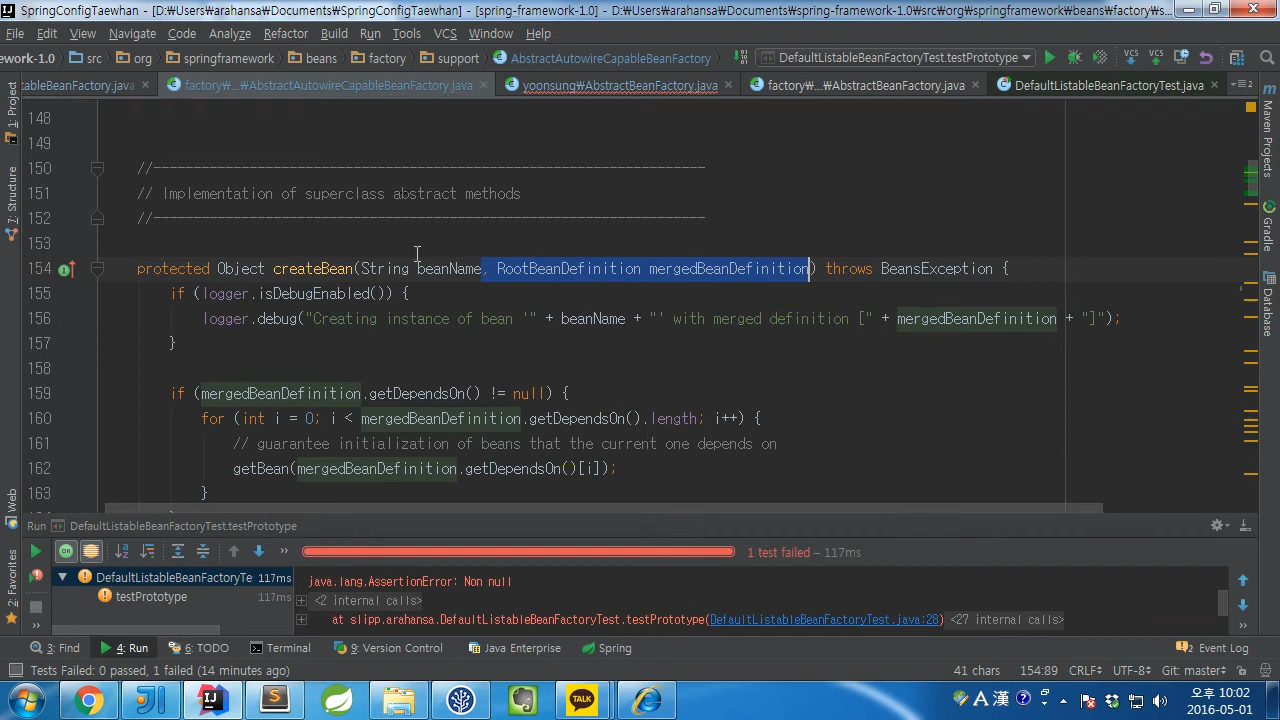 SpringConfigTaewhan - [D:₩Users₩arahansa₩Documents₩SpringConfigTaewhan] - [spring-framework-1.0] - D:₩Users₩arahansa₩Documents₩spring-framework-1.0₩src₩org₩springframework₩beans₩factory₩s...
File Edit View Navigate Code Analyze Refactor Build Run Tools VCS Window Help
ework-1.0 src org springframework beans factory support AbstractAutowireCapableBeanFactory DefaultListableBeanFactoryTest.testPrototype VCS VCS
tableBeanFactory.java factory₩...₩AbstractAutowireCapableBeanFactory.java yoonsung₩AbstractBeanFactory.java factory₩...₩AbstractBeanFactory.java DefaultListableBeanFactoryTest.java
1: Project
7: Structure
Web
2: Favorites
Maven Projects
Gradle
Database
148
149
150 //---------------------------------------------------------------------
151 // Implementation of superclass abstract methods
152 //---------------------------------------------------------------------
153
154 protected Object createBean(String beanName, RootBeanDefinition mergedBeanDefinition) throws BeansException {
155 if (logger.isDebugEnabled()) {
156 logger.debug("Creating instance of bean '" + beanName + "' with merged definition [" + mergedBeanDefinition + "]");
157 }
158
159 if (mergedBeanDefinition.getDependsOn() != null) {
160 for (int i = 0; i < mergedBeanDefinition.getDependsOn().length; i++) {
161 // guarantee initialization of beans that the current one depends on
162 getBean(mergedBeanDefinition.getDependsOn()[i]);
163 }
Run DefaultListableBeanFactoryTest.testPrototype
1 test failed – 117ms
DefaultListableBeanFactoryTe 117ms
testPrototype 117ms
java.lang.AssertionError: Non null
<2 internal calls>
at slipp.arahansa.DefaultListableBeanFactoryTest.testPrototype(DefaultListableBeanFactoryTest.java:28) <27 internal calls>
3: Find 4: Run 6: TODO Terminal 9: Version Control Java Enterprise Spring 2 Event Log
Tests Failed: 0 passed, 1 failed (14 minutes ago) 41 chars 154:89 CRLF÷ UTF-8÷ Git: master÷
TALK
A 漢
오후 10:02
2016-05-01